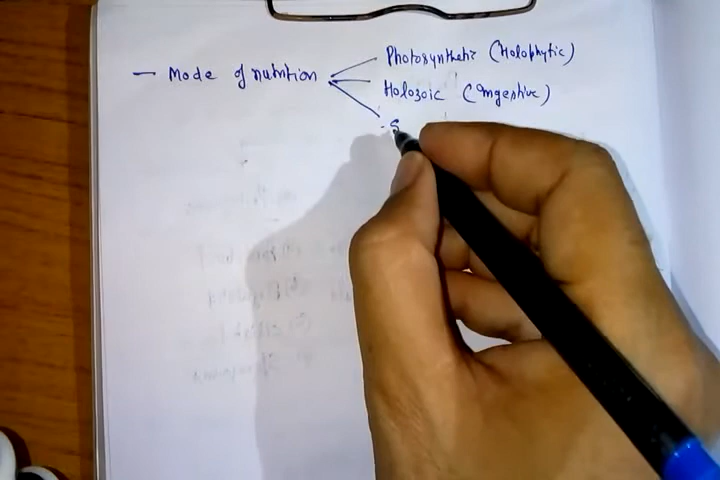 Photosynthetic (Holophytic)
— Mode of nutrition
Holozoic (Ingestive)
S